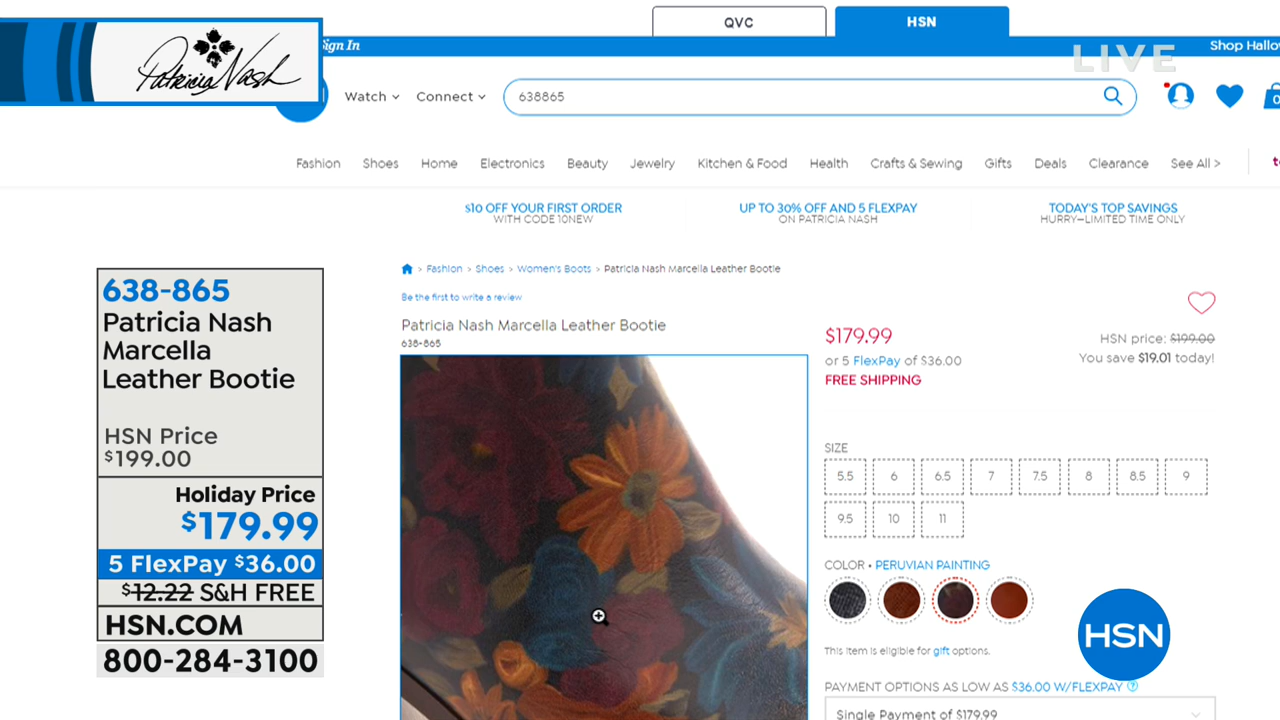 Patricia Nash
QVC
HSN
Sign In
Shop Hallo
LIVE
Watch
Connect
638865
0
Fashion
Shoes
Home
Electronics
Beauty
Jewelry
Kitchen & Food
Health
Crafts & Sewing
Gifts
Deals
Clearance
See All >
$10 OFF YOUR FIRST ORDER
WITH CODE 10NEW
UP TO 30% OFF AND 5 FLEXPAY
ON PATRICIA NASH
TODAY'S TOP SAVINGS
HURRY—LIMITED TIME ONLY
638-865
Patricia Nash
Marcella
Leather Bootie
HSN Price
$199.00
Holiday Price
$179.99
5 FlexPay $36.00
$12.22 S&H FREE
HSN.COM
800-284-3100
> Fashion > Shoes > Women's Boots > Patricia Nash Marcella Leather Bootie
Be the first to write a review
Patricia Nash Marcella Leather Bootie
638-865
$179.99
or 5 FlexPay of $36.00
FREE SHIPPING
HSN price: $199.00
You save $19.01 today!
SIZE
5.5 6 6.5 7 7.5 8 8.5 9
9.5 10 11
COLOR • PERUVIAN PAINTING
This item is eligible for gift options.
HSN
PAYMENT OPTIONS AS LOW AS $36.00 W/FLEXPAY ?
Single Payment of $179.99